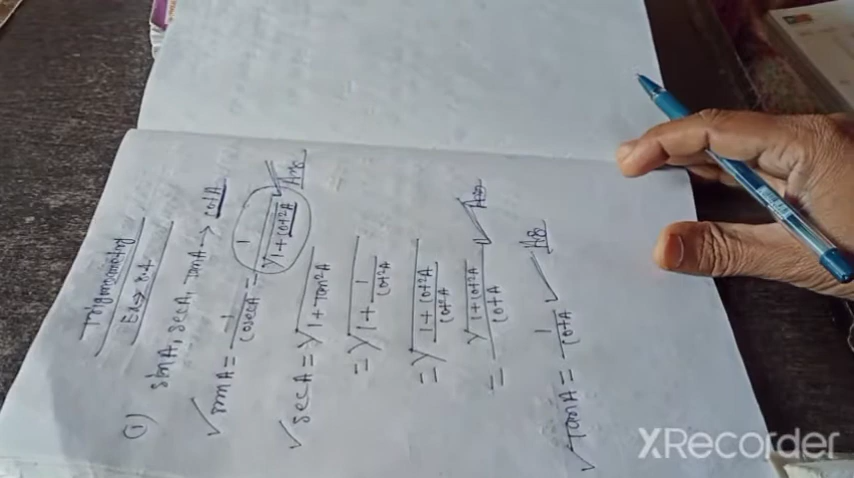 Trigonometry
Ex → 8.4
(1) sinA, secA, tanA → cotA
✓ sinA = 1/cosecA = 1/√1+cot²A ✓ Ans
✓ secA = √1+tan²A
= √1 + 1/cot²A
= √1+cot²A/cot²A
= √1+cot²A/cotA ✓ Ans
✓ tanA = 1/cotA ✓ Ans
XRecorder